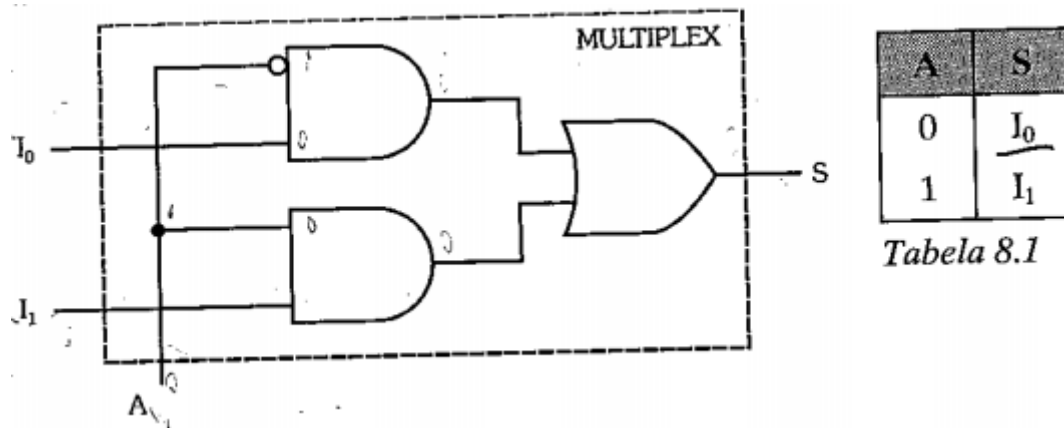 MULTIPLEX
I₀
I₁
A
S
A S
0 I₀
1 I₁
Tabela 8.1